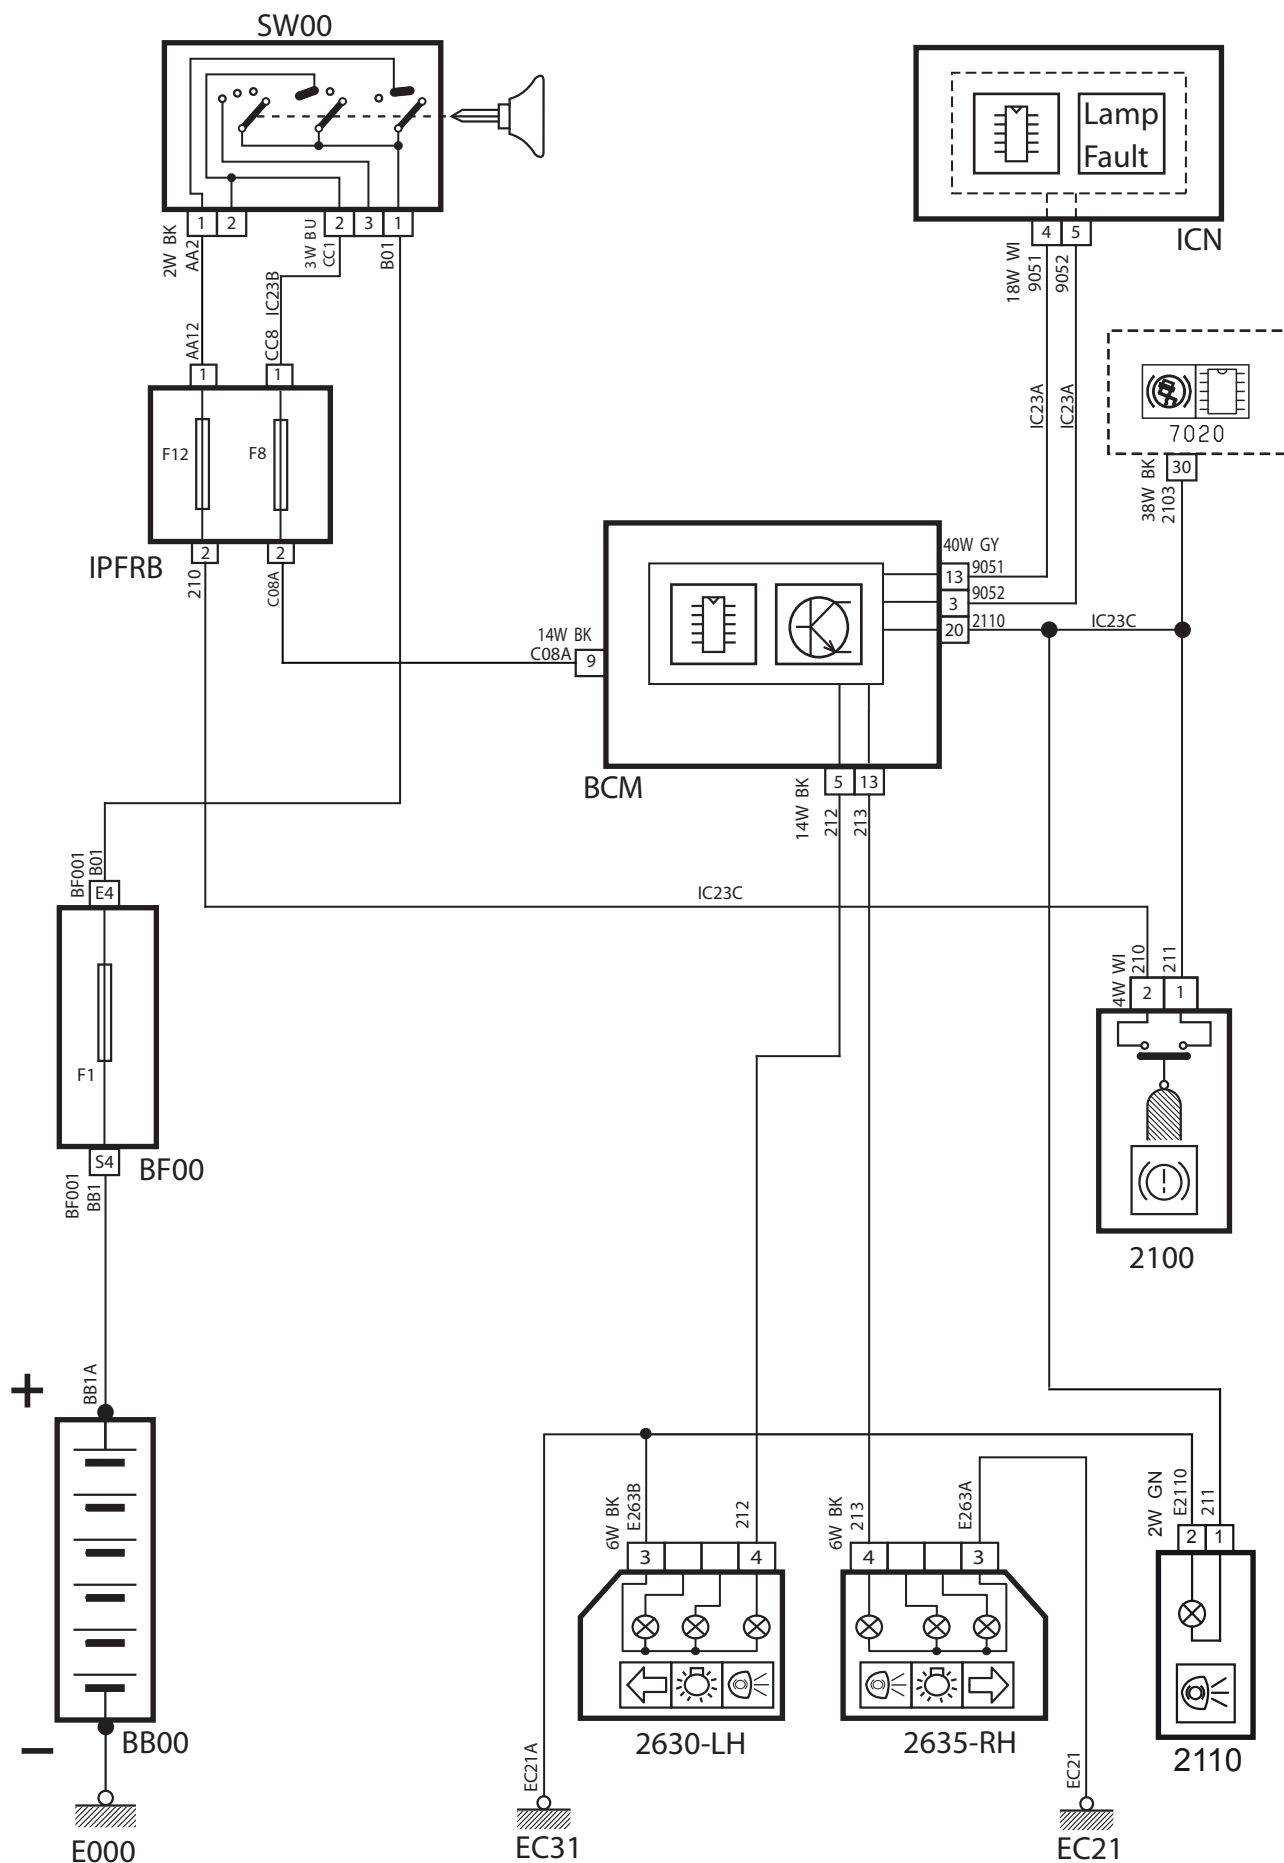 SW00
1
2
2
3
1
2W BK
AA2
3W BU
CC1
B01
IC23B
AA12
CC8
1
1
F12
F8
2
2
IPFRB
210
C08A
Lamp
Fault
4
5
ICN
18W WI
9051
9052
IC23A
IC23A
7020
30
38W BK
2103
40W GY
13
9051
3
9052
20
2110
IC23C
14W BK
C08A
9
BCM
5
13
14W BK
212
213
BF001
B01
E4
F1
S4
BF00
BF001
BB1
IC23C
4W WI
210
211
2
1
2100
+
BB1A
–
BB00
E000
6W BK
E263B
212
3
4
2630-LH
6W BK
213
E263A
4
3
2635-RH
2W GN
E2110
211
2
1
2110
EC21A
EC31
EC21
EC21